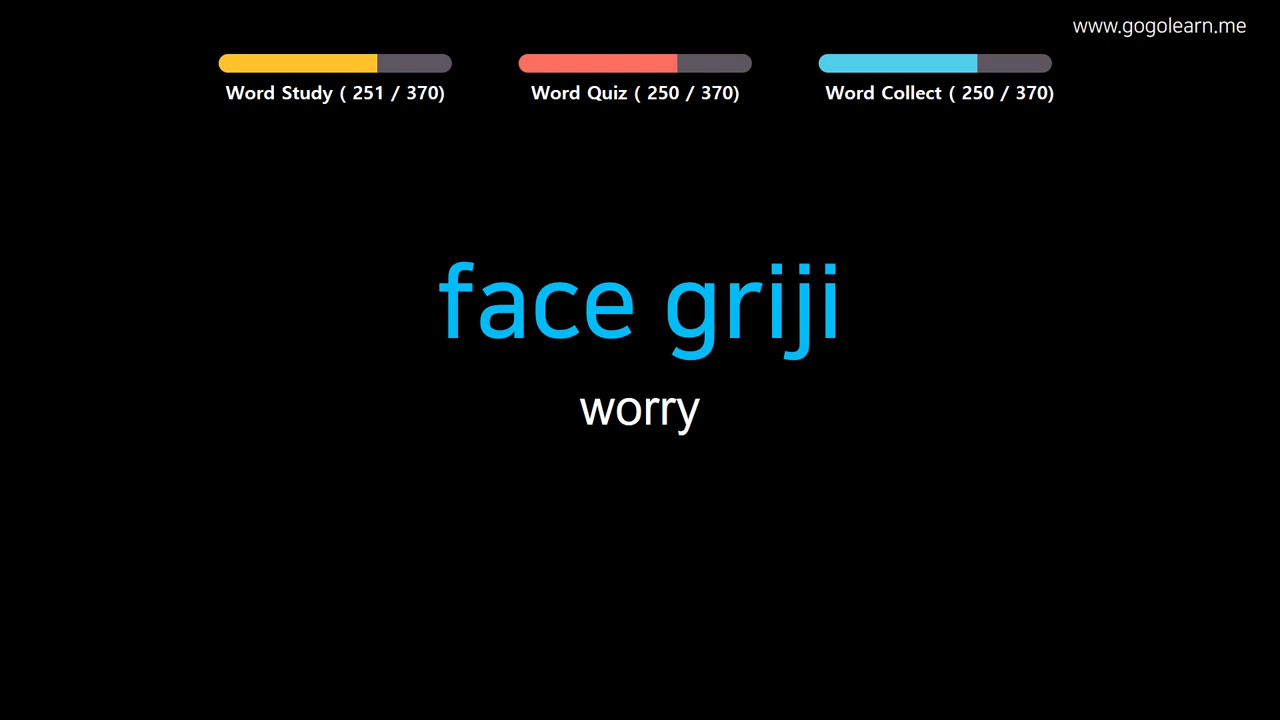 www.gogolearn.me
Word Study ( 251 / 370)
Word Quiz ( 250 / 370)
Word Collect ( 250 / 370)
face griji
worry